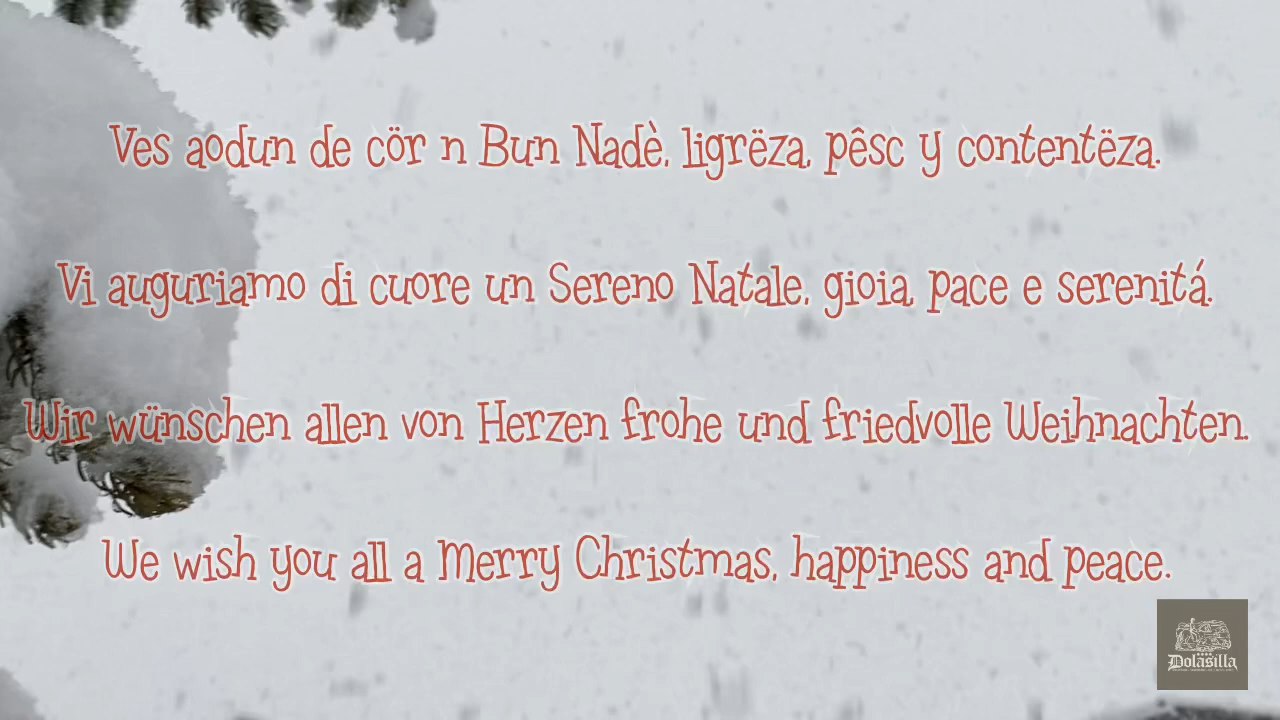 Ves aodun de cör n Bun Nadè, ligrëza, pêsc y contentëza.
Vi auguriamo di cuore un Sereno Natale, gioia, pace e serenitá.
Wir wünschen allen von Herzen frohe und friedvolle Weihnachten.
We wish you all a Merry Christmas, happiness and peace.
Dolasilla